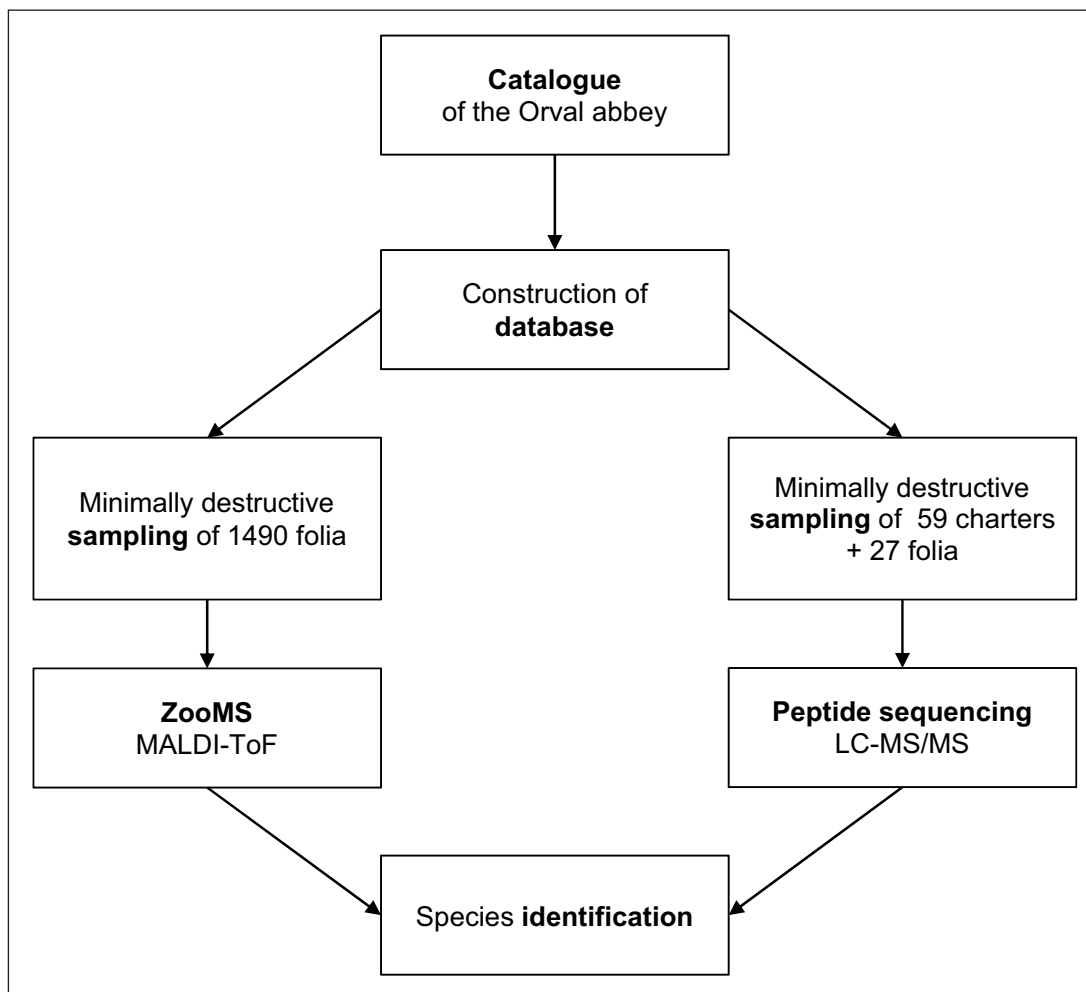 Catalogue
of the Orval abbey
Construction of
database
Minimally destructive
sampling of 1490 folia
Minimally destructive
sampling of  59 charters
+ 27 folia
ZooMS
MALDI-ToF
Peptide sequencing
LC-MS/MS
Species identification